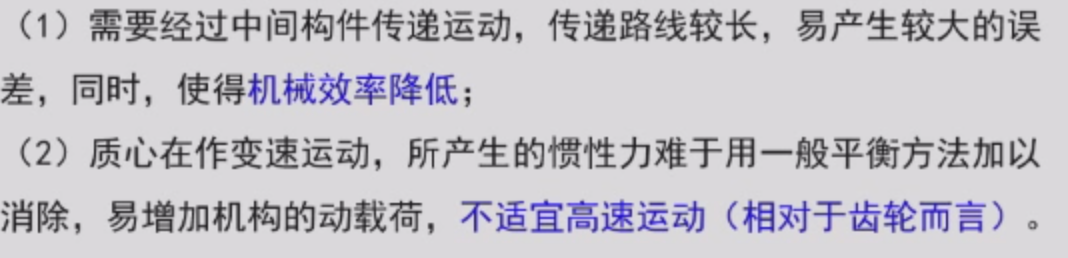 （1）需要经过中间构件传递运动，传递路线较长，易产生较大的误
差，同时，使得机械效率降低；
（2）质心在作变速运动，所产生的惯性力难于用一般平衡方法加以
消除，易增加机构的动载荷，不适宜高速运动（相对于齿轮而言）。